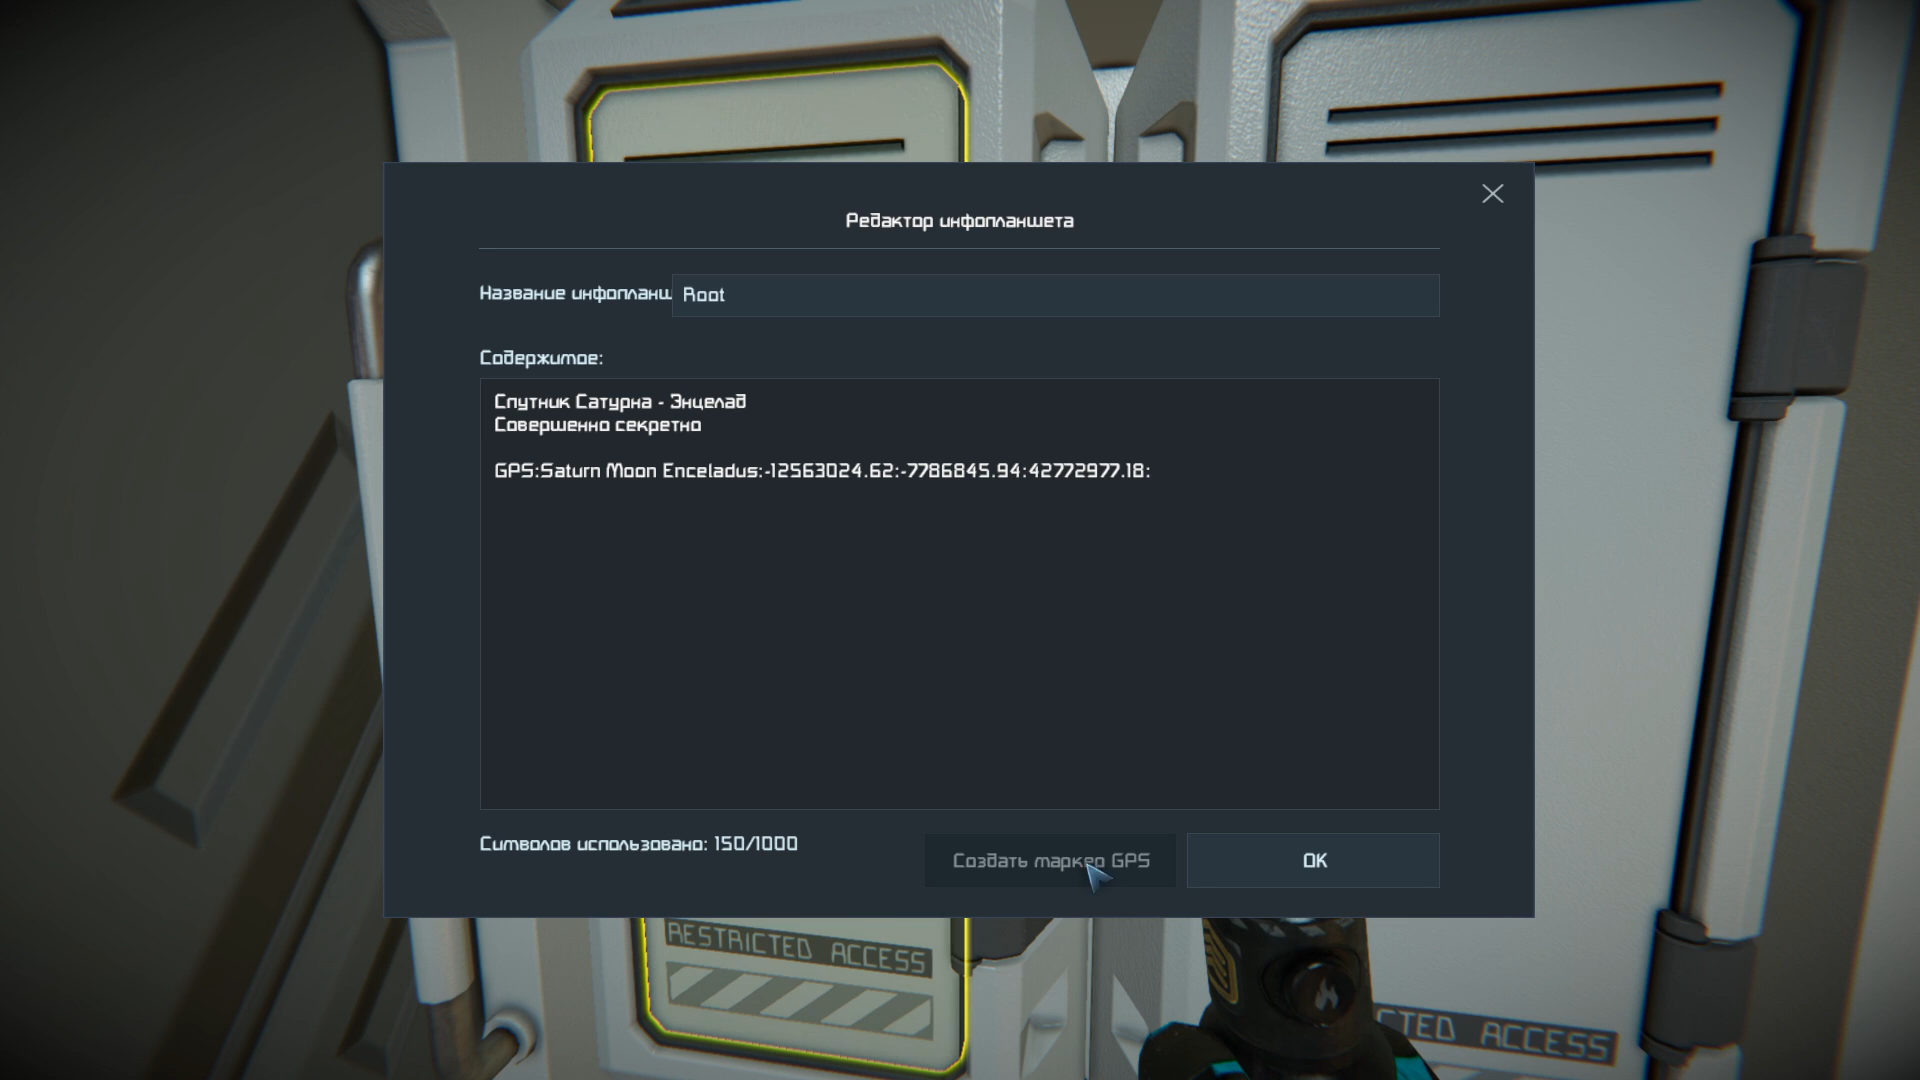 Редактор инфопланшета
Название инфопланш
Root
Содержимое:
Спутник Сатурна - Энцелад
Совершенно секретно
GPS:Saturn Moon Enceladus:-12563024.62:-7786845.94:42772977.18:
Символов использовано: 150/1000
Создать маркер GPS
OK
RESTRICTED ACCESS
CTED ACCESS